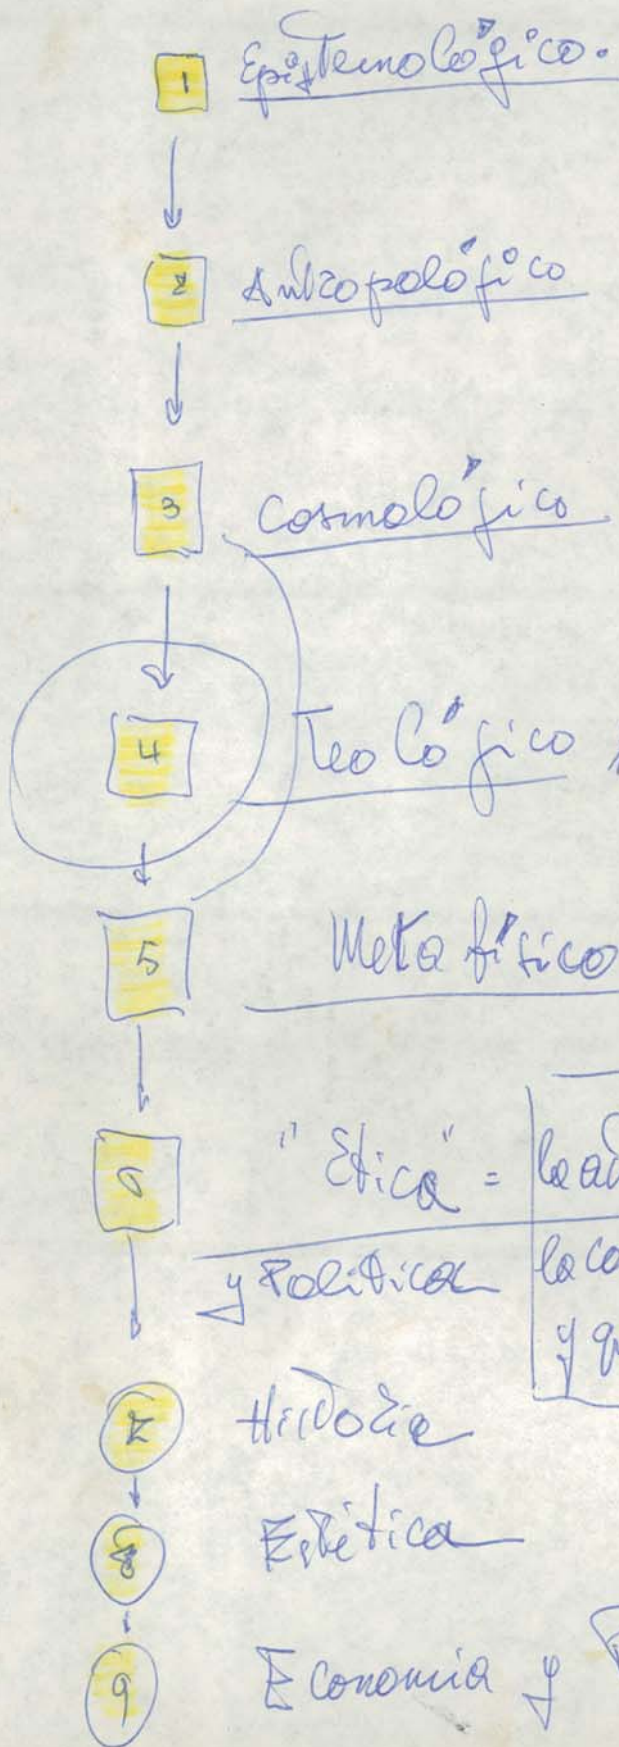 1 Epistemológico.
2 Antropológico
3 Cosmológico
4 Teológico
5 Metafísico
6 "Ética" =
y Política
y
7 Historia
8 Estética
9 Economía y